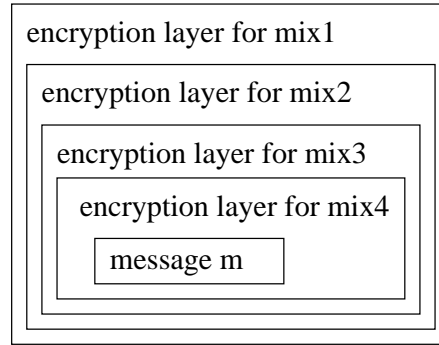 encryption layer for mix1
encryption layer for mix2
encryption layer for mix3
encryption layer for mix4
message m